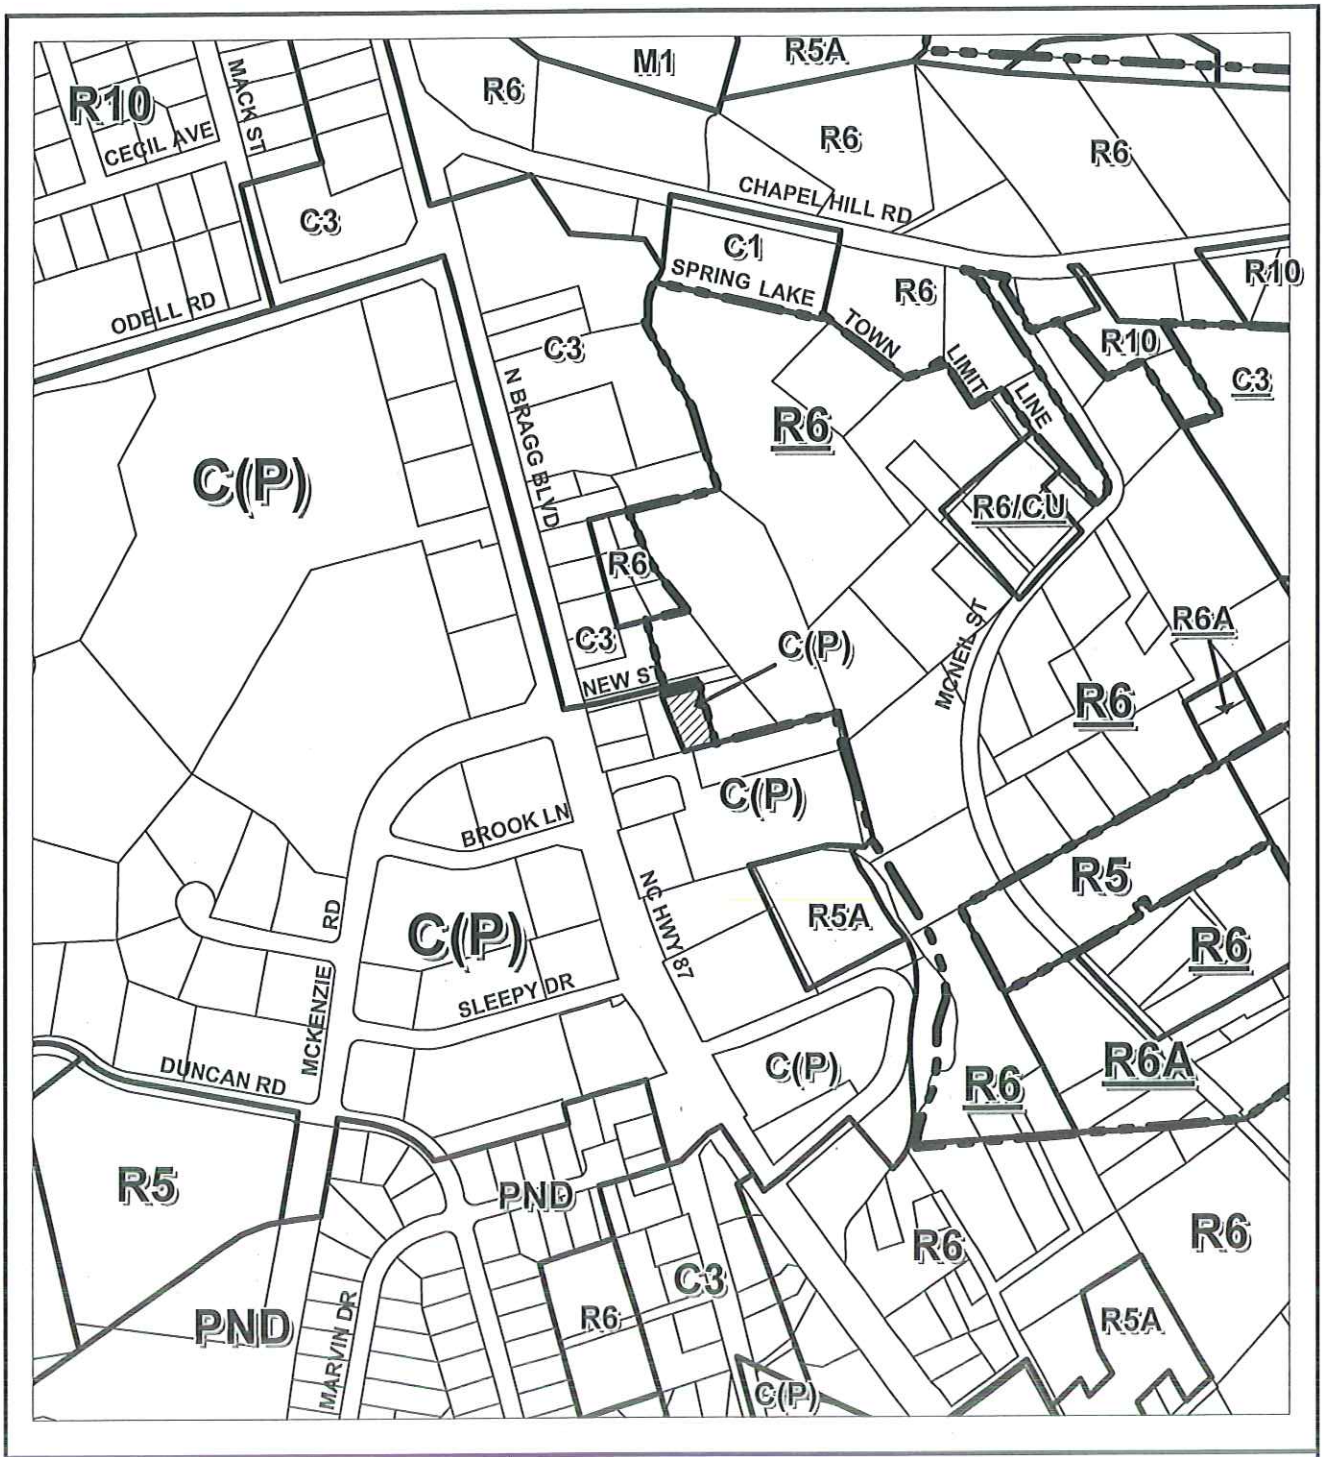 M1
R5A
R6
R10
MACK ST
CECIL AVE
R6
R6
CHAPEL HILL RD
C3
C1
SPRING LAKE
R6
R10
ODELL RD
TOWN
LIMIT
LINE
R10
C3
C3
N BRAGG BLVD
R6
C(P)
R6/CU
R6
R6A
C3
C(P)
NEW ST
MCNEIL ST
R6
C(P)
BROOK LN
R5
NC HWY 87
RD
R5A
C(P)
R6
SLEEPY DR
MCKENZIE
DUNCAN RD
C(P)
R6
R6A
R5
PND
R6
R6
C3
PND
MARVIN DR
R6
R5A
C(P)